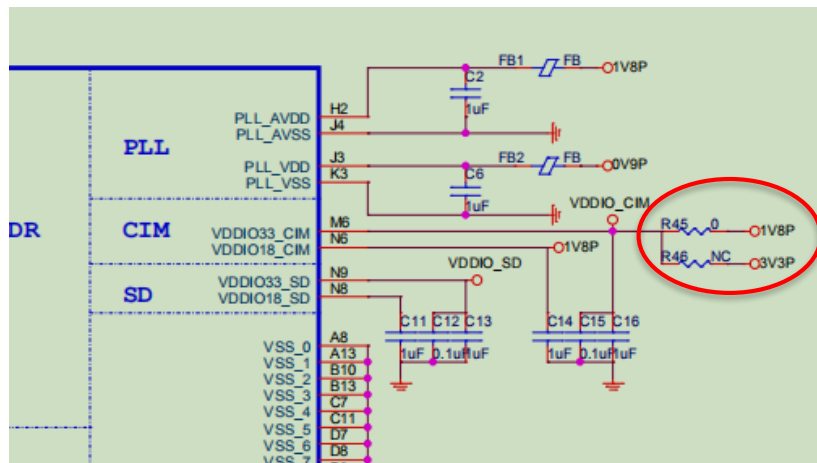 FB1 FB 1V8P
C2
1uF
PLL_AVDD H2
PLL_AVSS J4
PLL
PLL_VDD J3
PLL_VSS K3
FB2 FB 0V9P
C6
1uF
VDDIO_CIM
DR CIM
VDDIO33_CIM M6
VDDIO18_CIM N6
1V8P
R45 0 1V8P
R46 NC 3V3P
SD
VDDIO33_SD N9
VDDIO18_SD N8
VDDIO_SD
C11 C12 C13
1uF 0.1uF 1uF
C14 C15 C16
1uF 0.1uF 1uF
VSS_0 A8
VSS_1 A13
VSS_2 B10
VSS_3 B13
VSS_4 C7
VSS_5 C11
VSS_6 D7
VSS_7 D8